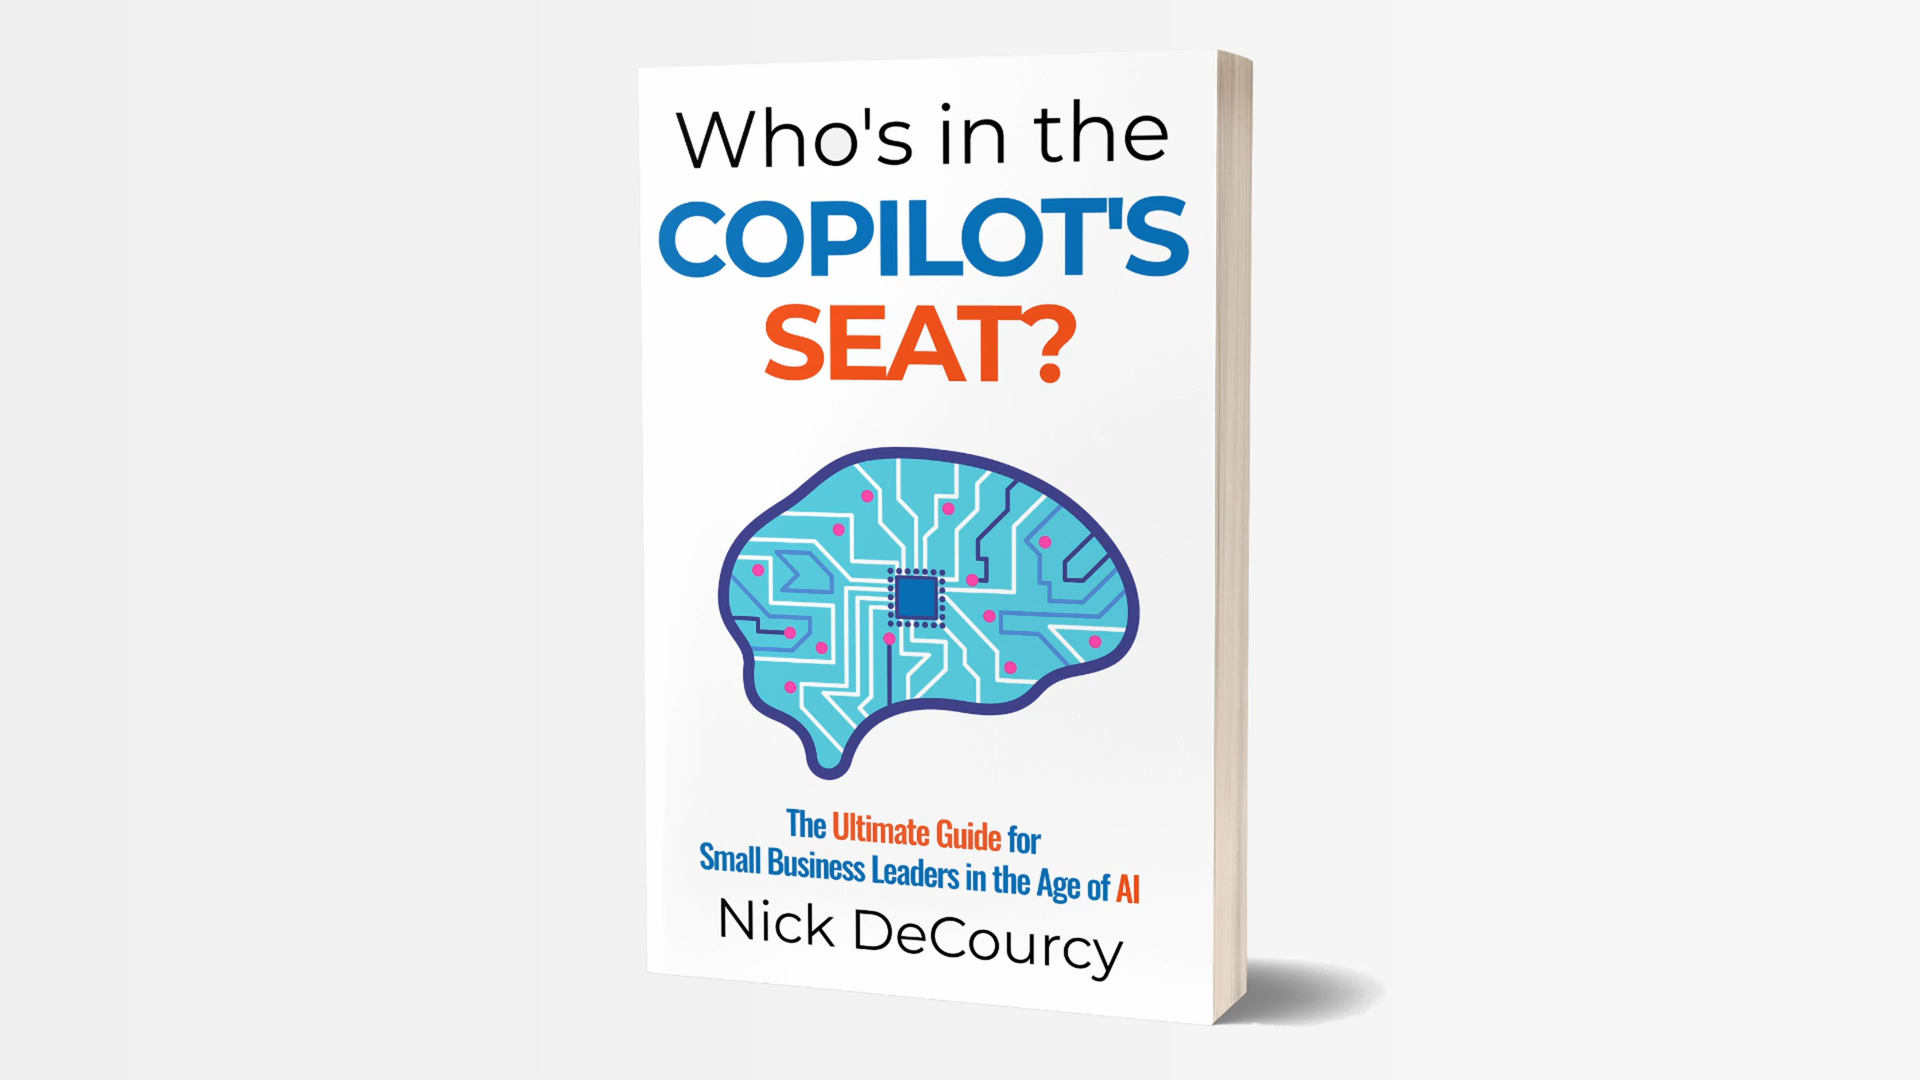 Who's in the
COPILOT'S
SEAT?
The Ultimate Guide for
Small Business Leaders in the Age of AI
Nick DeCourcy